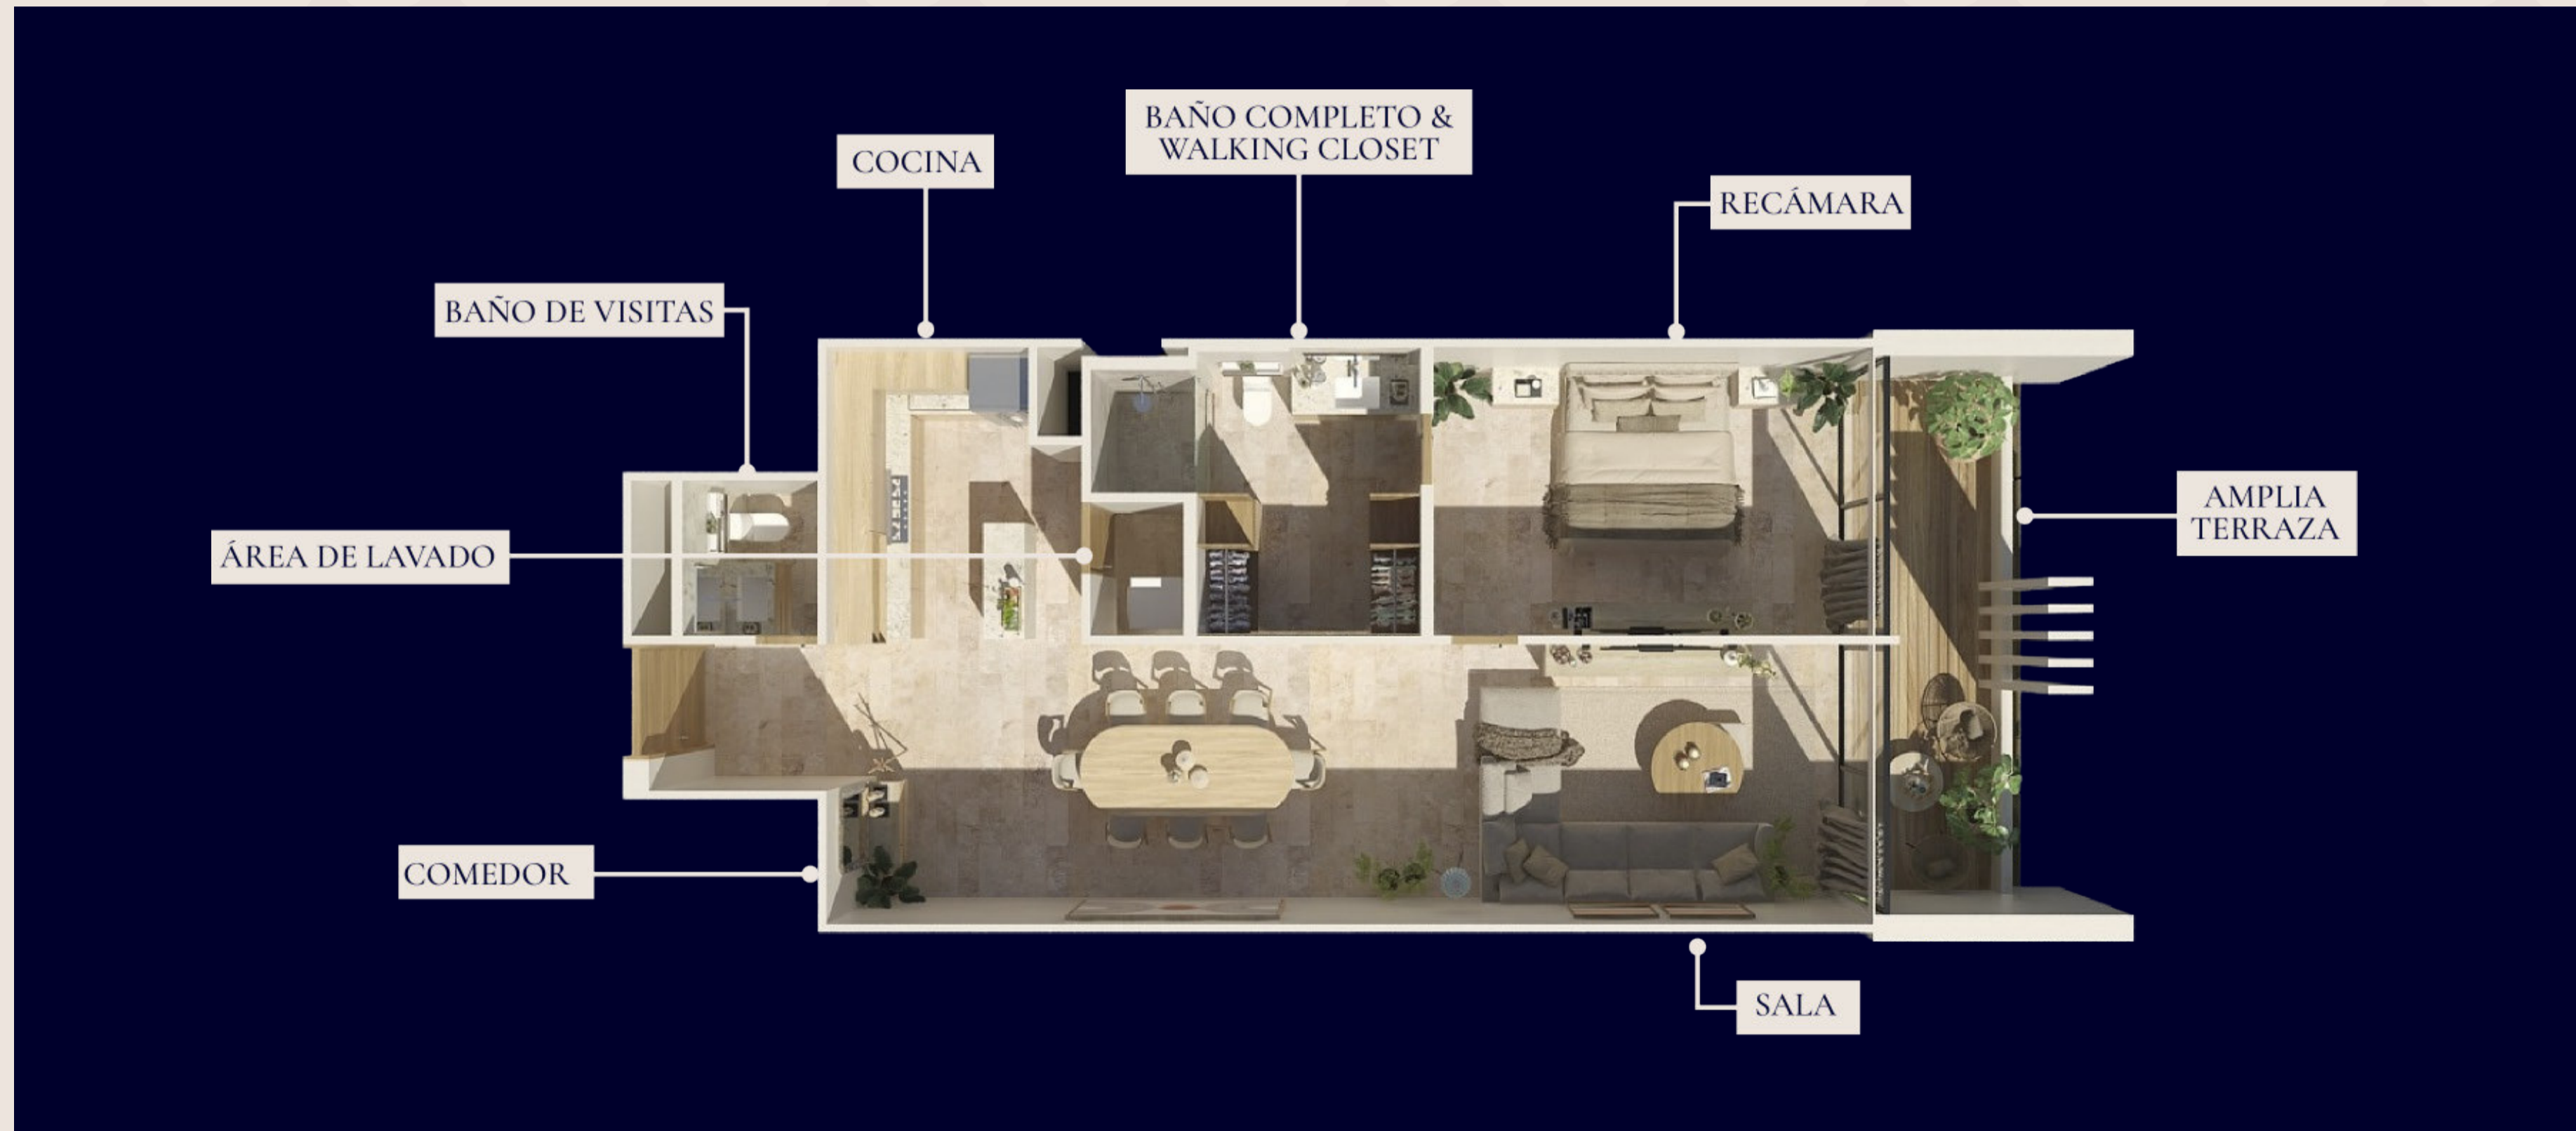 BAÑO COMPLETO &
WALKING CLOSET
COCINA
RECÁMARA
BAÑO DE VISITAS
AMPLIA
TERRAZA
ÁREA DE LAVADO
COMEDOR
SALA